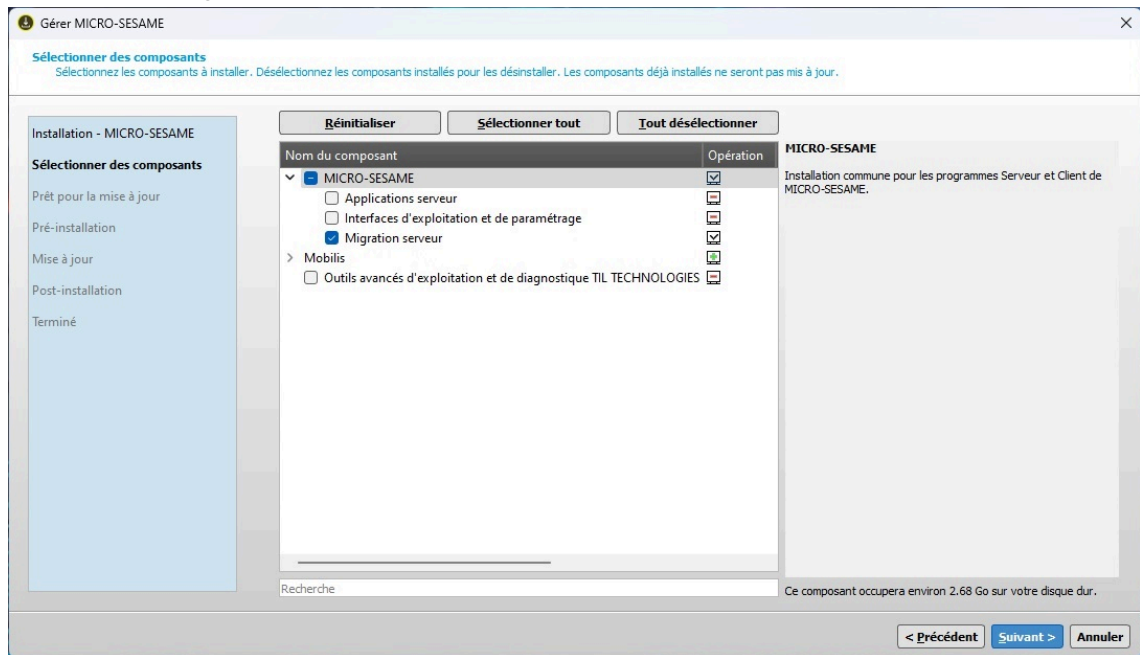 Gérer MICRO-SESAME
Sélectionner des composants
Sélectionnez les composants à installer. Désélectionnez les composants installés pour les désinstaller. Les composants déjà installés ne seront pas mis à jour.
Installation - MICRO-SESAME
Sélectionner des composants
Prêt pour la mise à jour
Pré-installation
Mise à jour
Post-installation
Terminé
Réinitialiser
Sélectionner tout
Tout désélectionner
Nom du composant
Opération
MICRO-SESAME
Applications serveur
Interfaces d'exploitation et de paramétrage
Migration serveur
Mobilis
Outils avancés d'exploitation et de diagnostique TIL TECHNOLOGIES
Recherche
MICRO-SESAME
Installation commune pour les programmes Serveur et Client de
MICRO-SESAME.
Ce composant occupera environ 2.68 Go sur votre disque dur.
< Précédent
Suivant >
Annuler